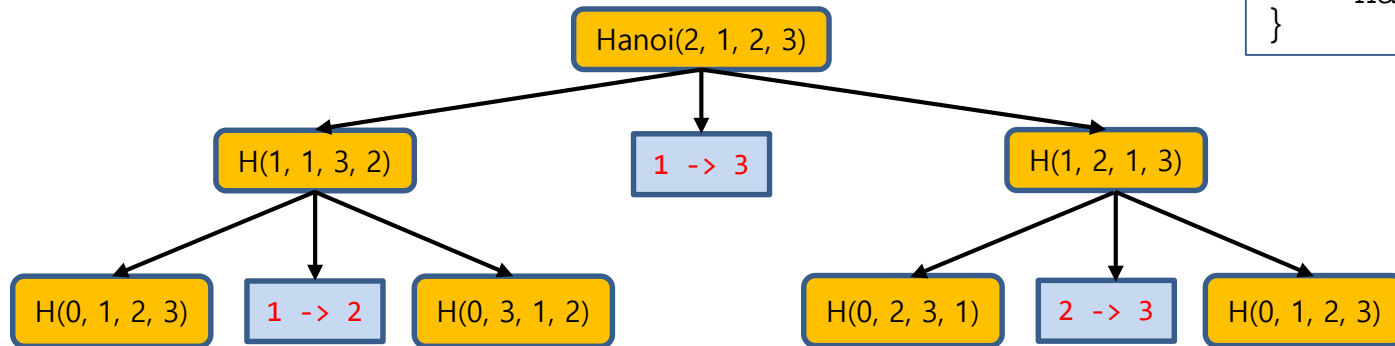 }
Hanoi(2, 1, 2, 3)
H(1, 1, 3, 2)
1 -> 3
H(1, 2, 1, 3)
H(0, 1, 2, 3)
1 -> 2
H(0, 3, 1, 2)
H(0, 2, 3, 1)
2 -> 3
H(0, 1, 2, 3)